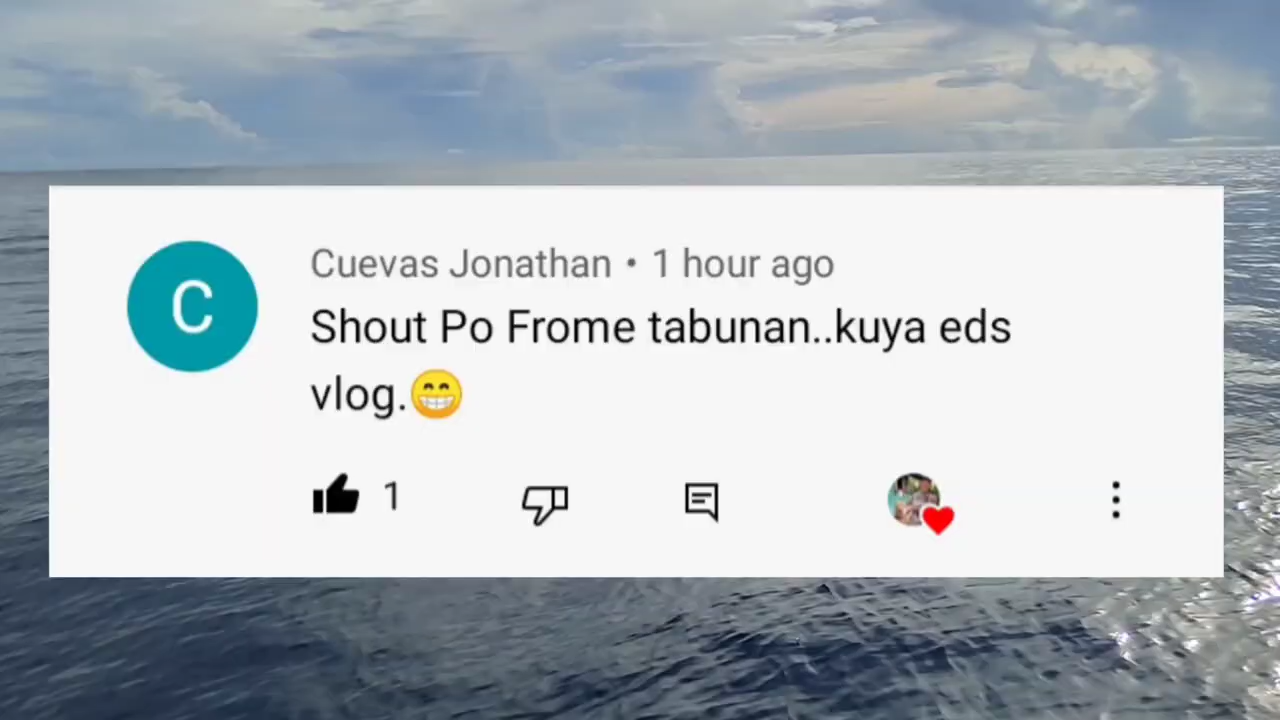 C
Cuevas Jonathan • 1 hour ago
Shout Po Frome tabunan..kuya eds
vlog.😁
1